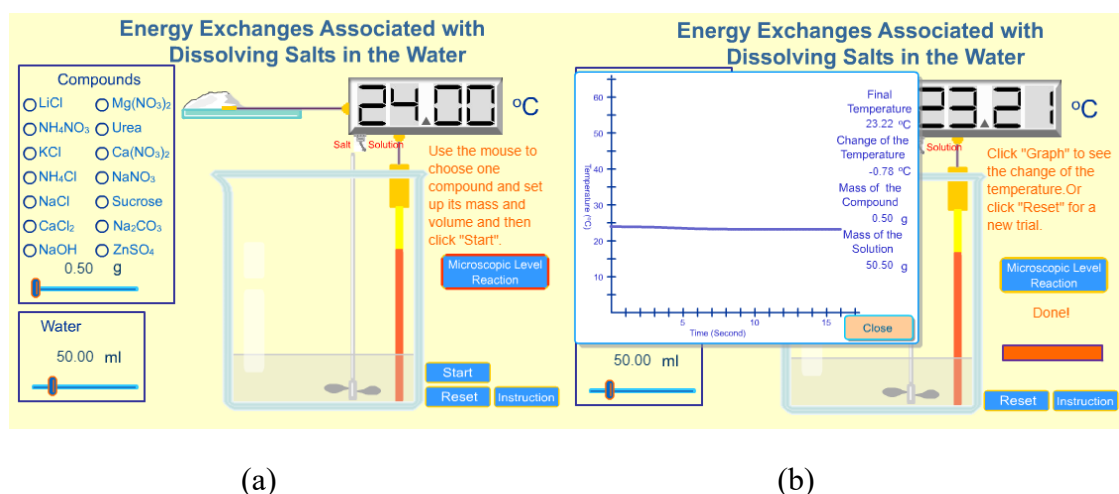 Energy Exchanges Associated with
Dissolving Salts in the Water
Compounds
LiCl
Mg(NO₃)₂
NH₄NO₃
Urea
KCl
Ca(NO₃)₂
NH₄Cl
NaNO₃
NaCl
Sucrose
CaCl₂
Na₂CO₃
NaOH
ZnSO₄
0.50 g
Water
50.00 ml
24.00 °C
Salt
Solution
Use the mouse to
choose one
compound and set
up its mass and
volume and then
click "Start".
Microscopic Level
Reaction
Start
Reset
Instruction
(a)
Energy Exchanges Associated with
Dissolving Salts in the Water
60
50
40
30
20
10
Temperature (°C)
5
10
15
Time (Second)
Final
Temperature
23.22 °C
Change of the
Temperature
-0.78 °C
Mass of the
Compound
0.50 g
Mass of the
Solution
50.50 g
Close
23.21 °C
Solution
Click "Graph" to see
the change of the
temperature.Or
click "Reset" for a
new trial.
Microscopic Level
Reaction
Done!
50.00 ml
Reset
Instruction
(b)